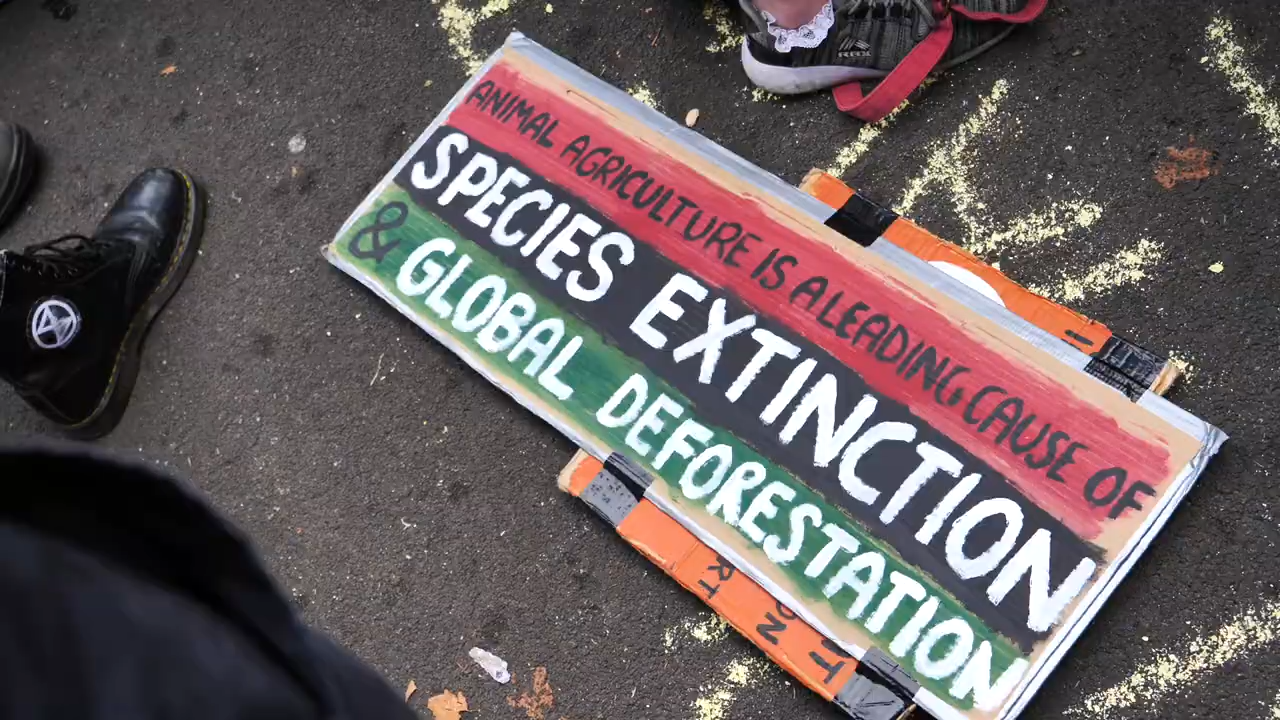 ANIMAL AGRICULTURE IS A LEADING CAUSE OF
SPECIES EXTINCTION
& GLOBAL DEFORESTATION